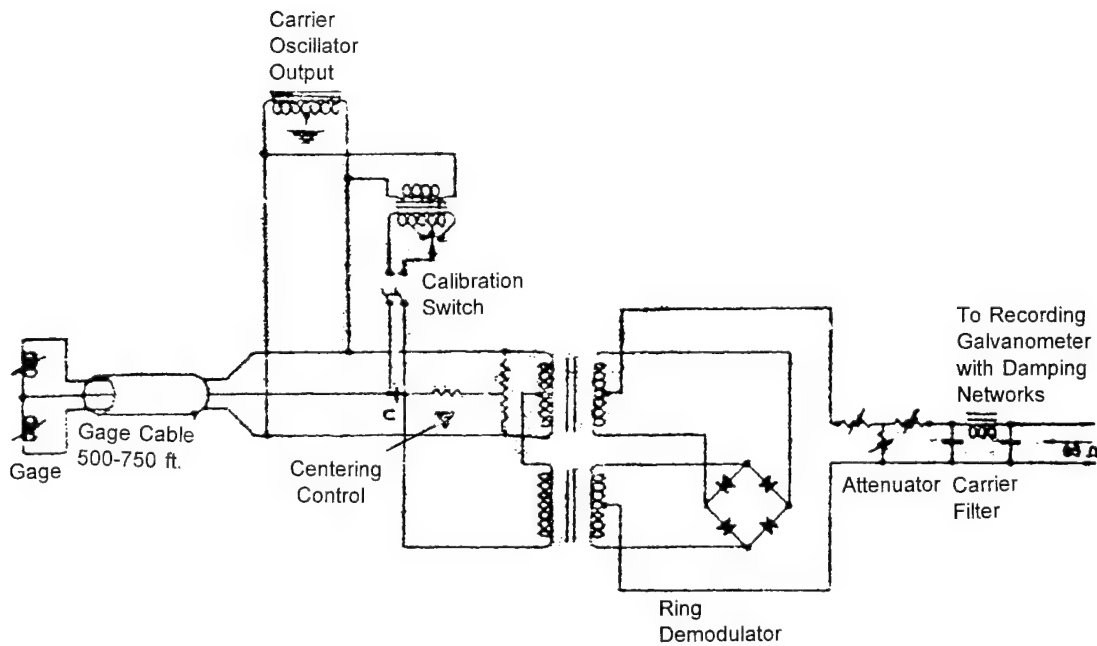 Carrier
Oscillator
Output
Calibration
Switch
To Recording
Galvanometer
with Damping
Networks
Gage Cable
500-750 ft.
Gage
Centering
Control
Attenuator
Carrier
Filter
Ring
Demodulator